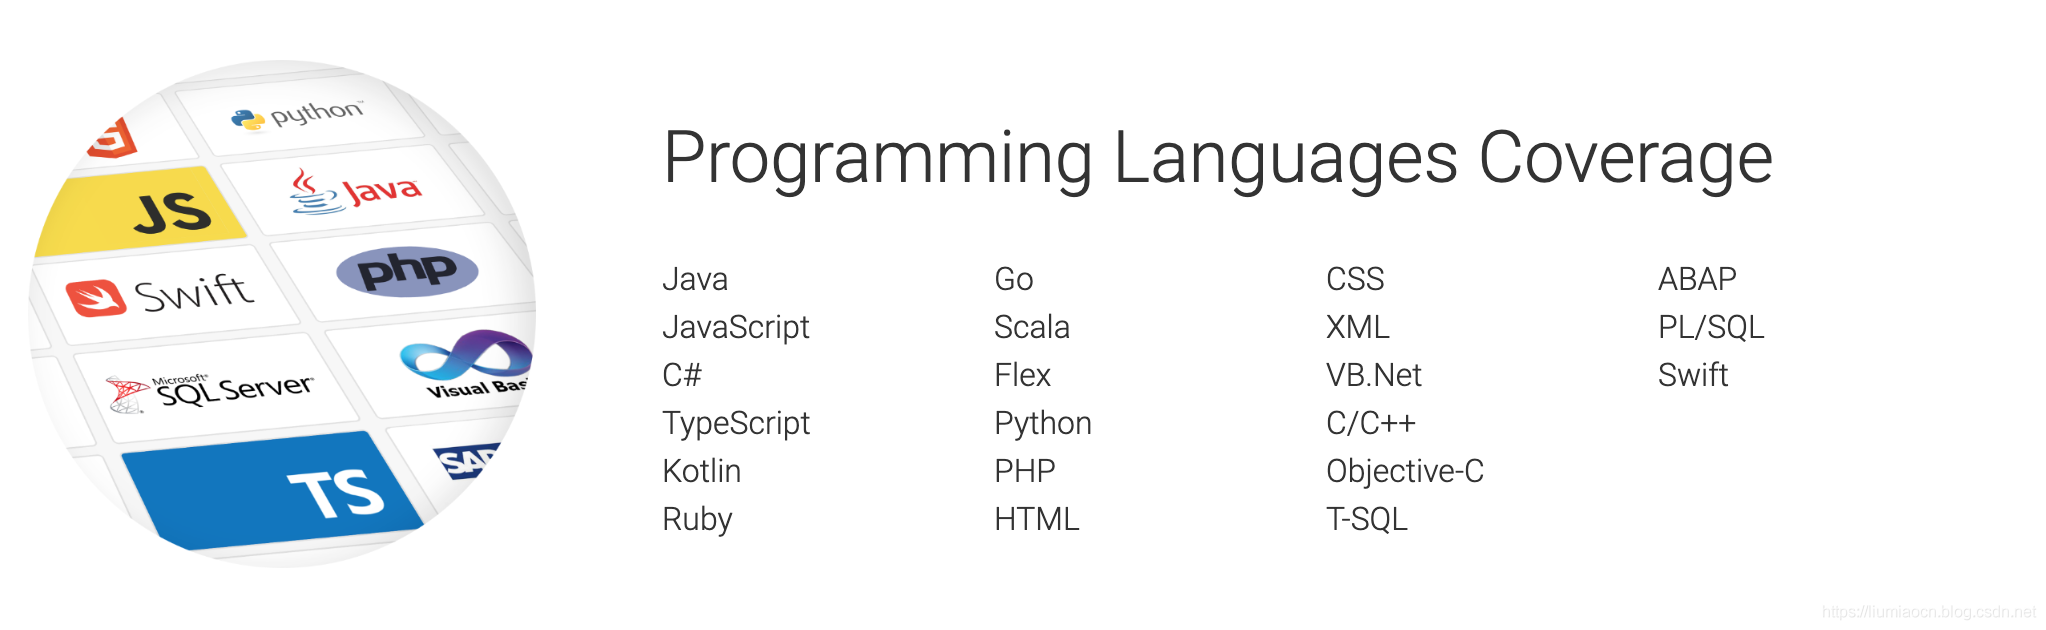 python
JS
Java
Swift
php
Microsoft
SQL Server
Visual Basi
TS
SAP
Programming Languages Coverage
Java
JavaScript
C#
TypeScript
Kotlin
Ruby
Go
Scala
Flex
Python
PHP
HTML
CSS
XML
VB.Net
C/C++
Objective-C
T-SQL
ABAP
PL/SQL
Swift
https://liumiaocn.blog.csdn.net